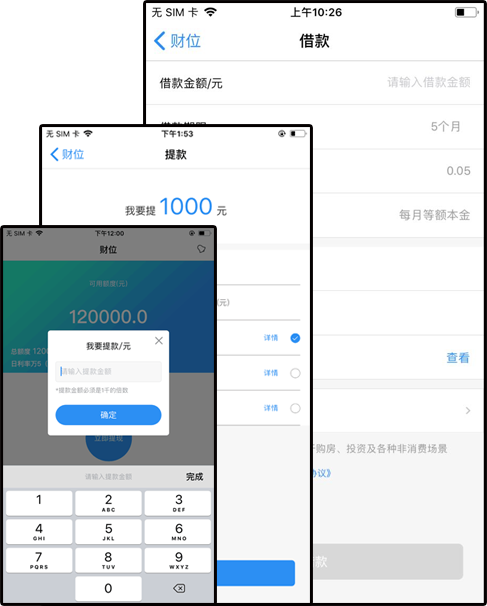 无 SIM 卡
上午10:26
财位
借款
借款金额/元
请输入借款金额
5个月
0.05
每月等额本金
查看
购房、投资及各种非消费场景
协议》
款
无 SIM 卡
下午1:53
财位
提款
我要提 1000 元
(元)
详情
详情
详情
无 SIM 卡
下午12:00
财位
可用额度(元)
120000.0
总额度 1200
日利率万5
我要提款/元
请输入提款金额
*提款金额必须是1千的倍数
确定
立即提现
请输入提款金额
完成
1
2 ABC
3 DEF
4 GHI
5 JKL
6 MNO
7 PQRS
8 TUV
9 WXYZ
0